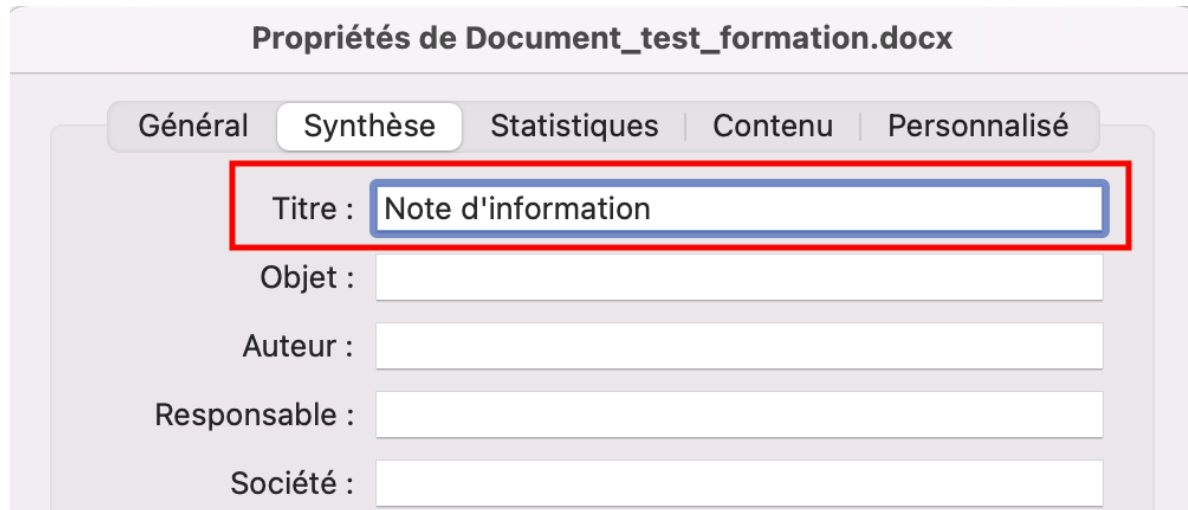 Propriétés de Document_test_formation.docx
Général Synthèse Statistiques Contenu Personnalisé
Titre : Note d'information
Objet :
Auteur :
Responsable :
Société :